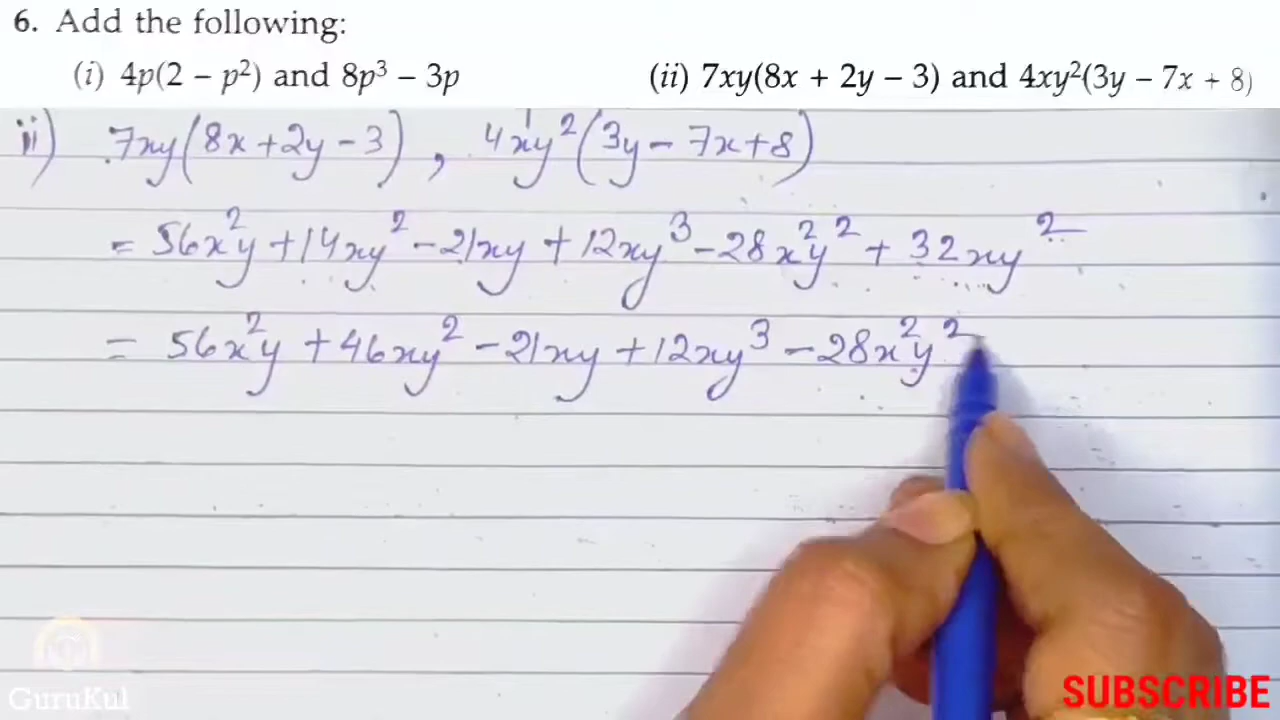 6. Add the following:
(i) 4p(2 – p²) and 8p³ – 3p (ii) 7xy(8x + 2y – 3) and 4xy²(3y – 7x + 8)
ii) 7xy(8x+2y-3) , 4xy²(3y-7x+8)
= 56x²y + 14xy² - 21xy + 12xy³ - 28x²y² + 32xy²
= 56x²y + 46xy² - 21xy + 12xy³ - 28x²y²
GuruKul
SUBSCRIBE